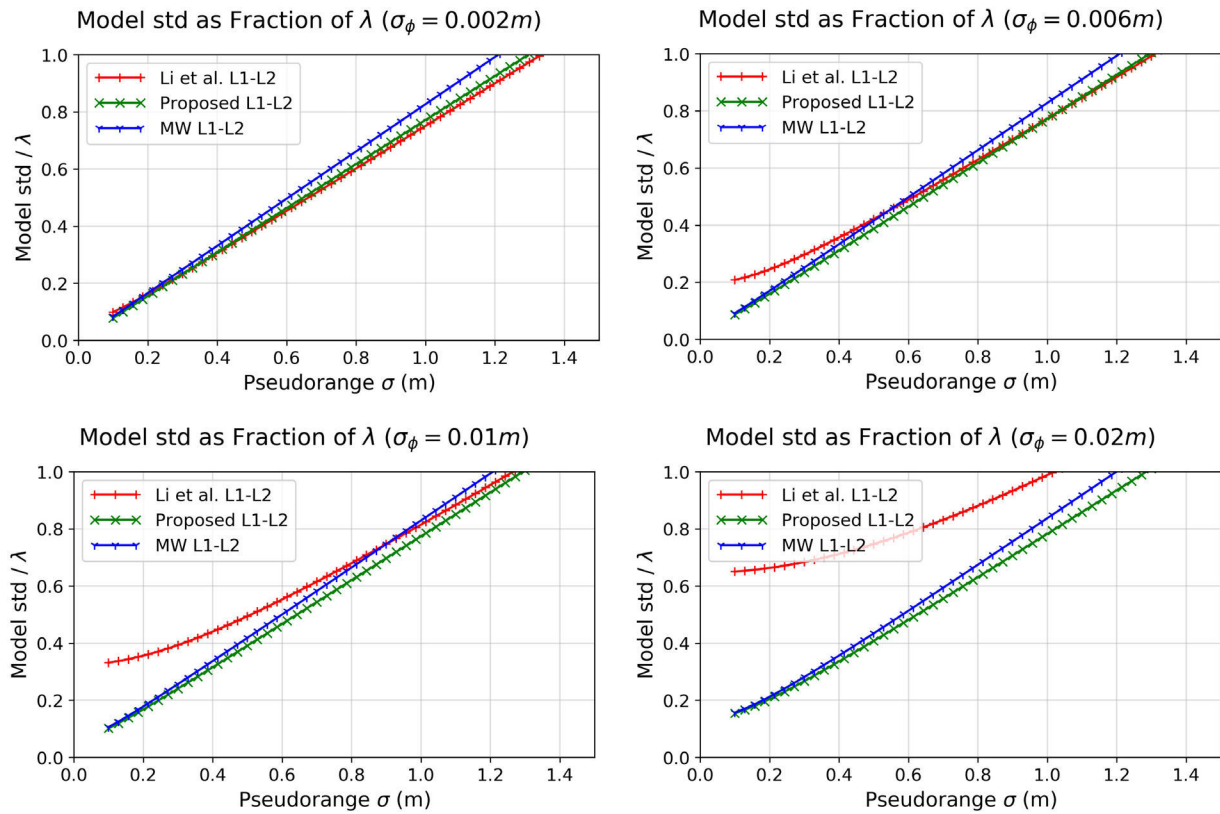 Model std as Fraction of λ (σ_ϕ = 0.002m)
Model std / λ
1.0
0.8
0.6
0.4
0.2
0.0
Li et al. L1-L2
Proposed L1-L2
MW L1-L2
0.0 0.2 0.4 0.6 0.8 1.0 1.2 1.4
Pseudorange σ (m)
Model std as Fraction of λ (σ_ϕ = 0.006m)
Model std / λ
1.0
0.8
0.6
0.4
0.2
0.0
Li et al. L1-L2
Proposed L1-L2
MW L1-L2
0.0 0.2 0.4 0.6 0.8 1.0 1.2 1.4
Pseudorange σ (m)
Model std as Fraction of λ (σ_ϕ = 0.01m)
Model std / λ
1.0
0.8
0.6
0.4
0.2
0.0
Li et al. L1-L2
Proposed L1-L2
MW L1-L2
0.0 0.2 0.4 0.6 0.8 1.0 1.2 1.4
Pseudorange σ (m)
Model std as Fraction of λ (σ_ϕ = 0.02m)
Model std / λ
1.0
0.8
0.6
0.4
0.2
0.0
Li et al. L1-L2
Proposed L1-L2
MW L1-L2
0.0 0.2 0.4 0.6 0.8 1.0 1.2 1.4
Pseudorange σ (m)